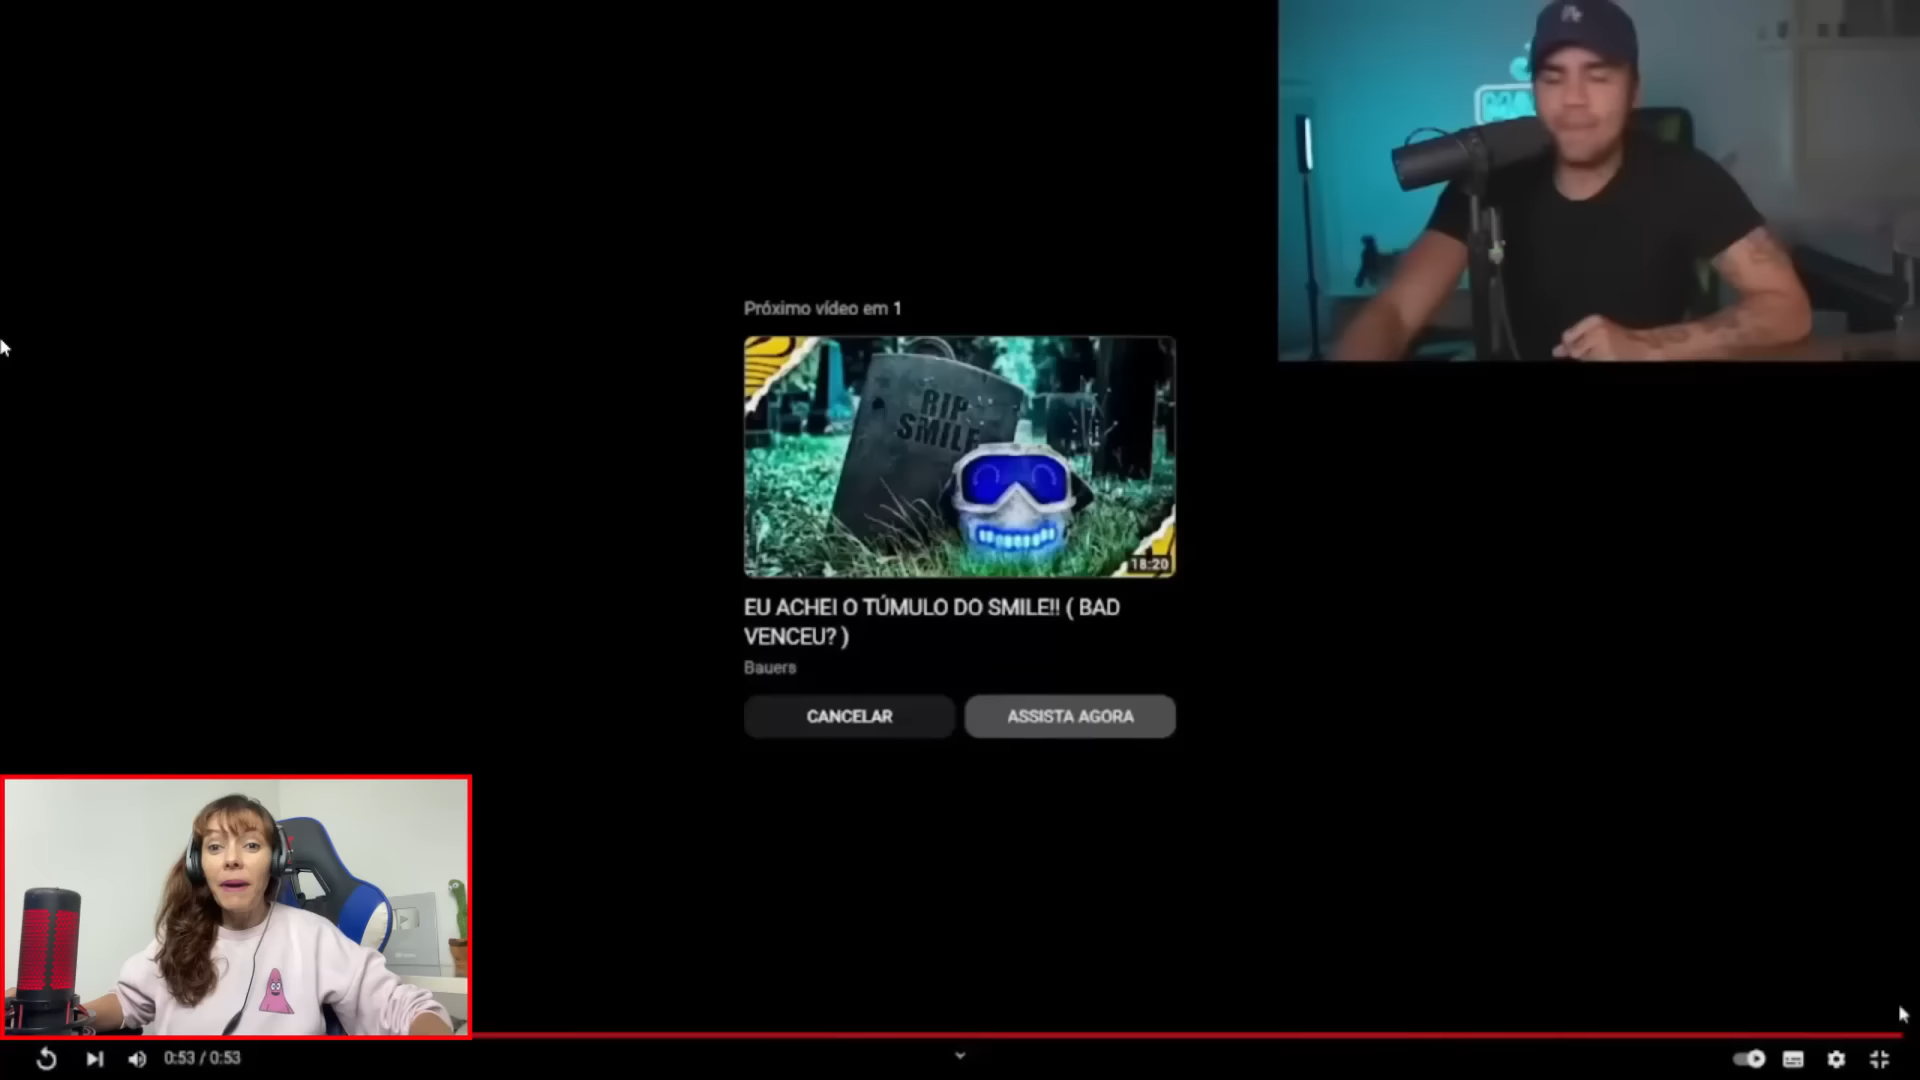 Próximo vídeo em 1
RIP
SMILE
18:20
EU ACHEI O TÚMULO DO SMILE!! ( BAD
VENCEU? )
Bauers
CANCELAR
ASSISTA AGORA
0:53 / 0:53